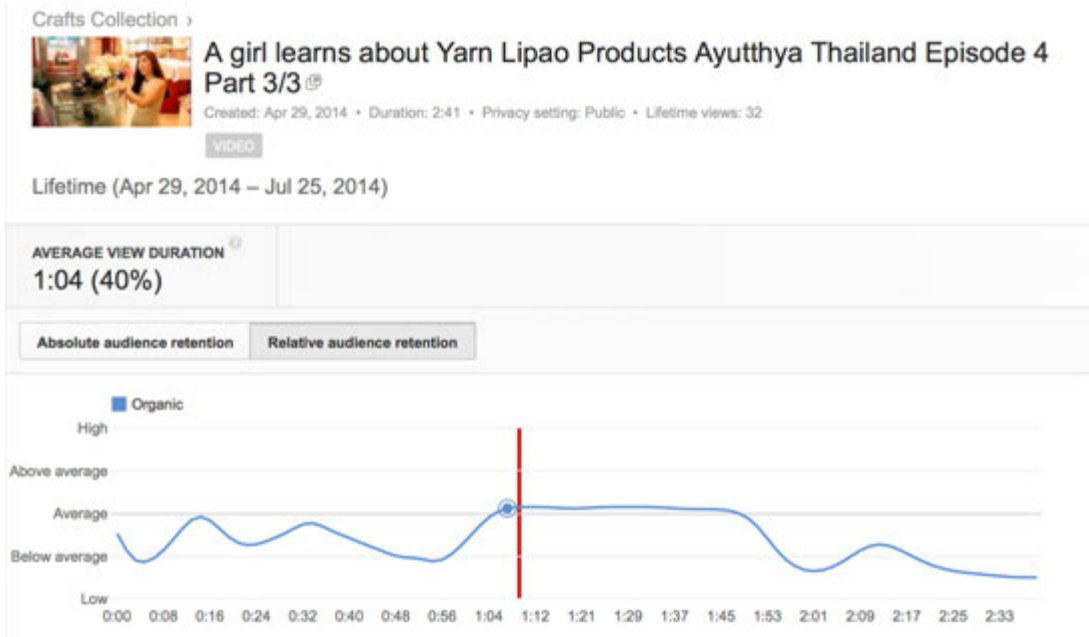 Crafts Collection ›
A girl learns about Yarn Lipao Products Ayutthya Thailand Episode 4
Part 3/3
Created: Apr 29, 2014 • Duration: 2:41 • Privacy setting: Public • Lifetime views: 32
VIDEO
Lifetime (Apr 29, 2014 – Jul 25, 2014)
AVERAGE VIEW DURATION
1:04 (40%)
Absolute audience retention Relative audience retention
Organic
High
Above average
Average
Below average
Low
0:00 0:08 0:16 0:24 0:32 0:40 0:48 0:56 1:04 1:12 1:21 1:29 1:37 1:45 1:53 2:01 2:09 2:17 2:25 2:33